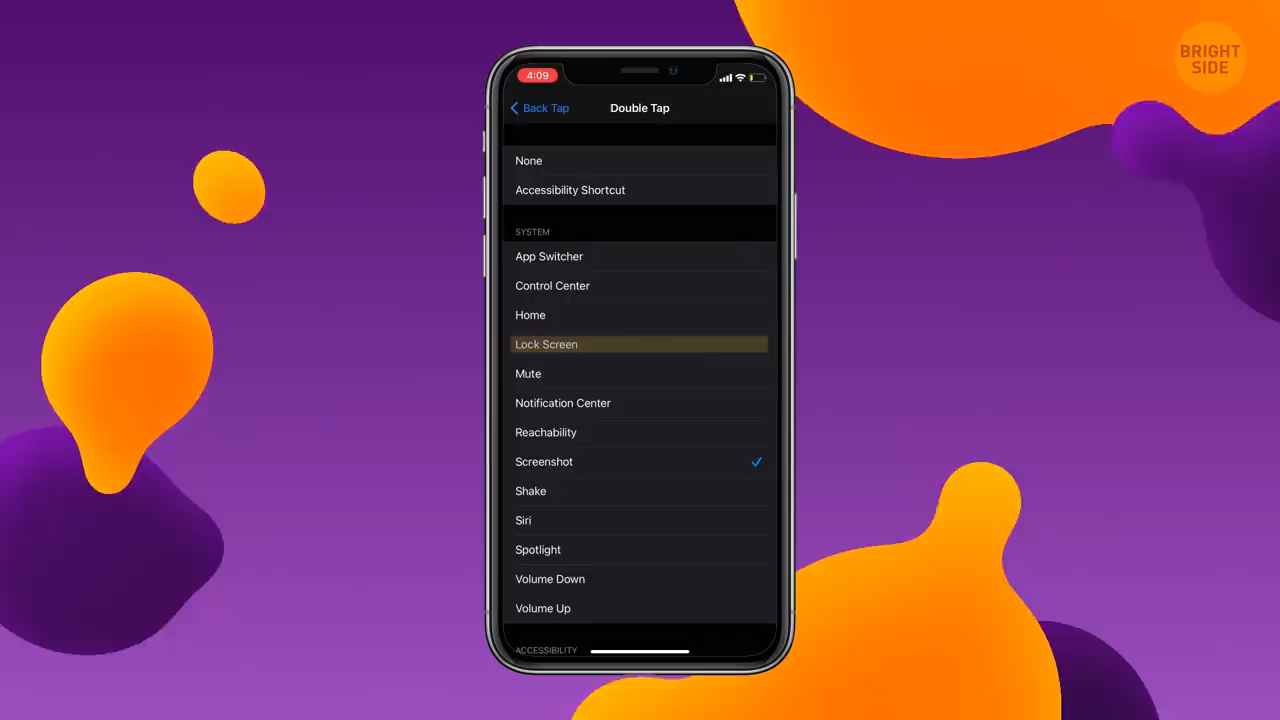 BRIGHT
SIDE
4:09
Back Tap
Double Tap
None
Accessibility Shortcut
SYSTEM
App Switcher
Control Center
Home
Lock Screen
Mute
Notification Center
Reachability
Screenshot
Shake
Siri
Spotlight
Volume Down
Volume Up
ACCESSIBILITY